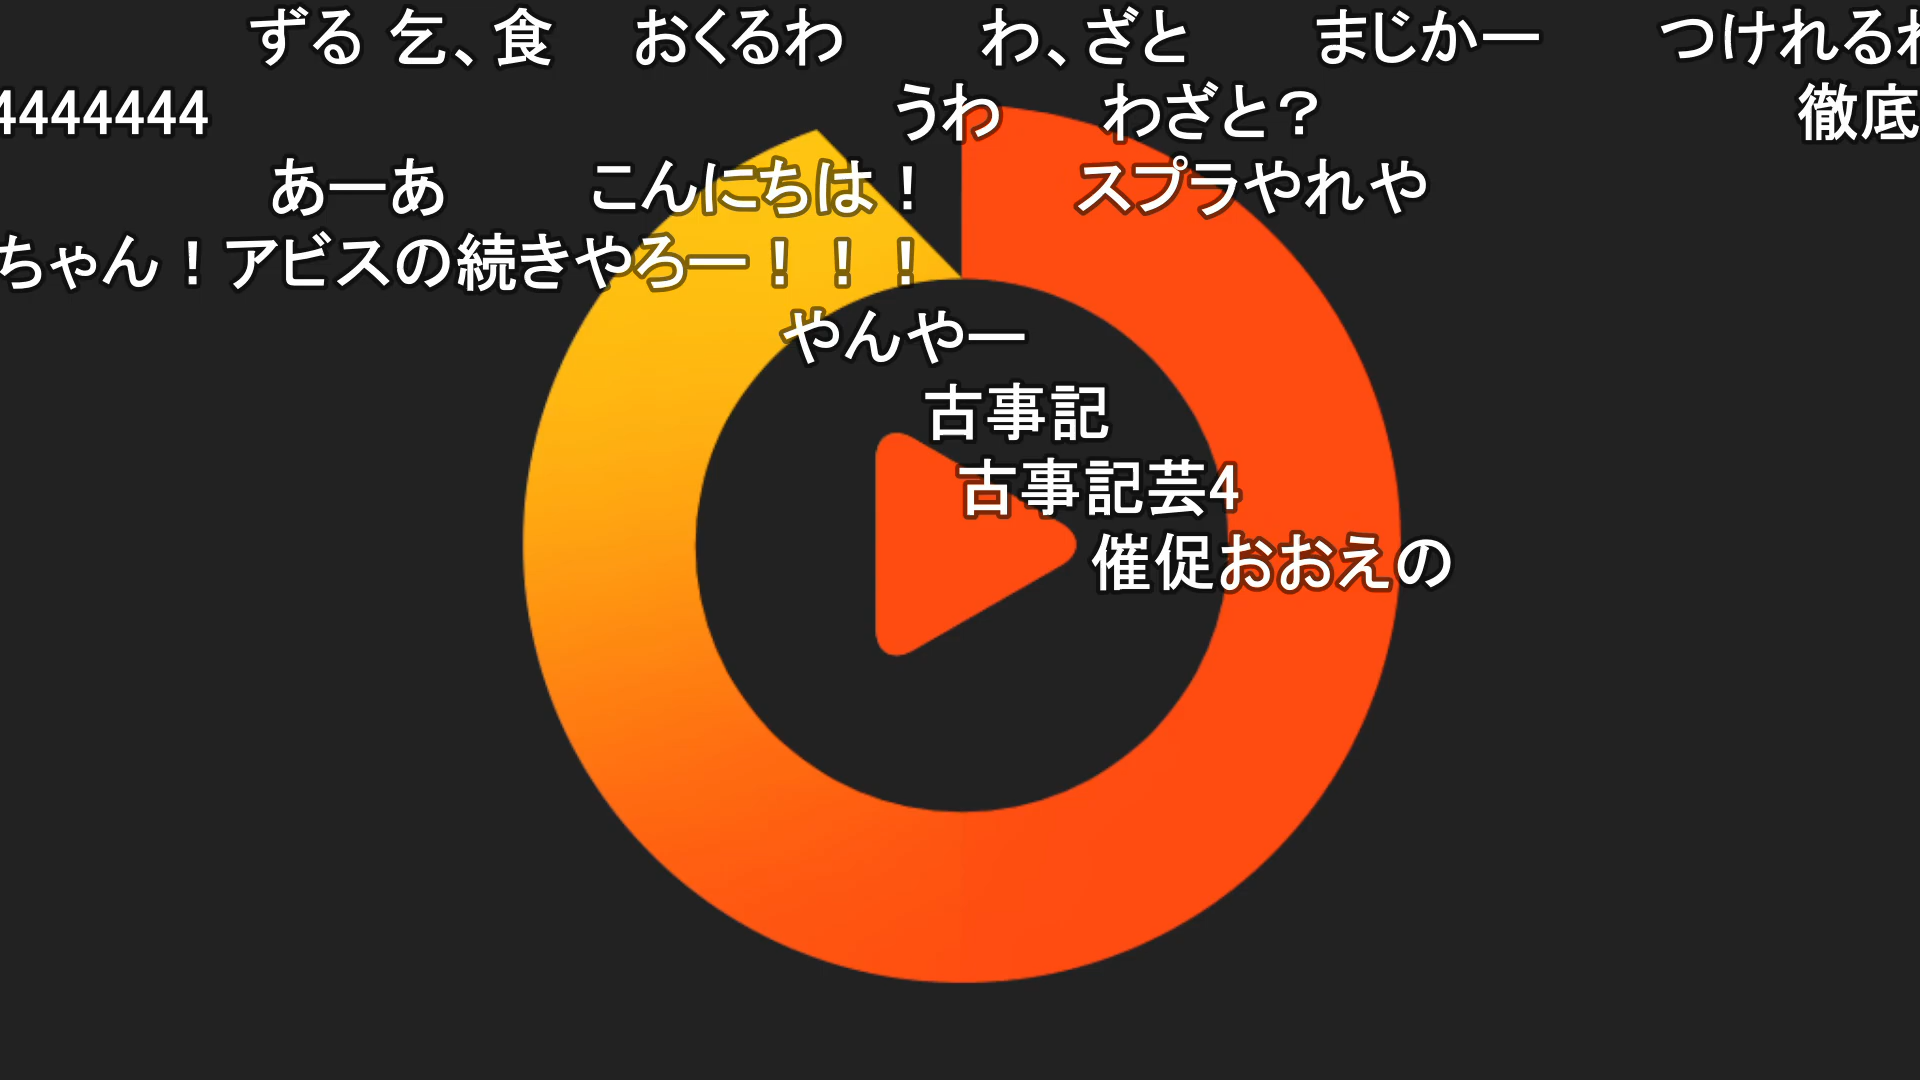 ずる 乞、食 おくるわ わ、ざと まじかー つけれるわ
4444444 うわ わざと？ 徹底
あーあ こんにちは！ スプラやれや
ちゃん！アビスの続きやろー！！！
やんやー
古事記
古事記芸4
催促おおえの